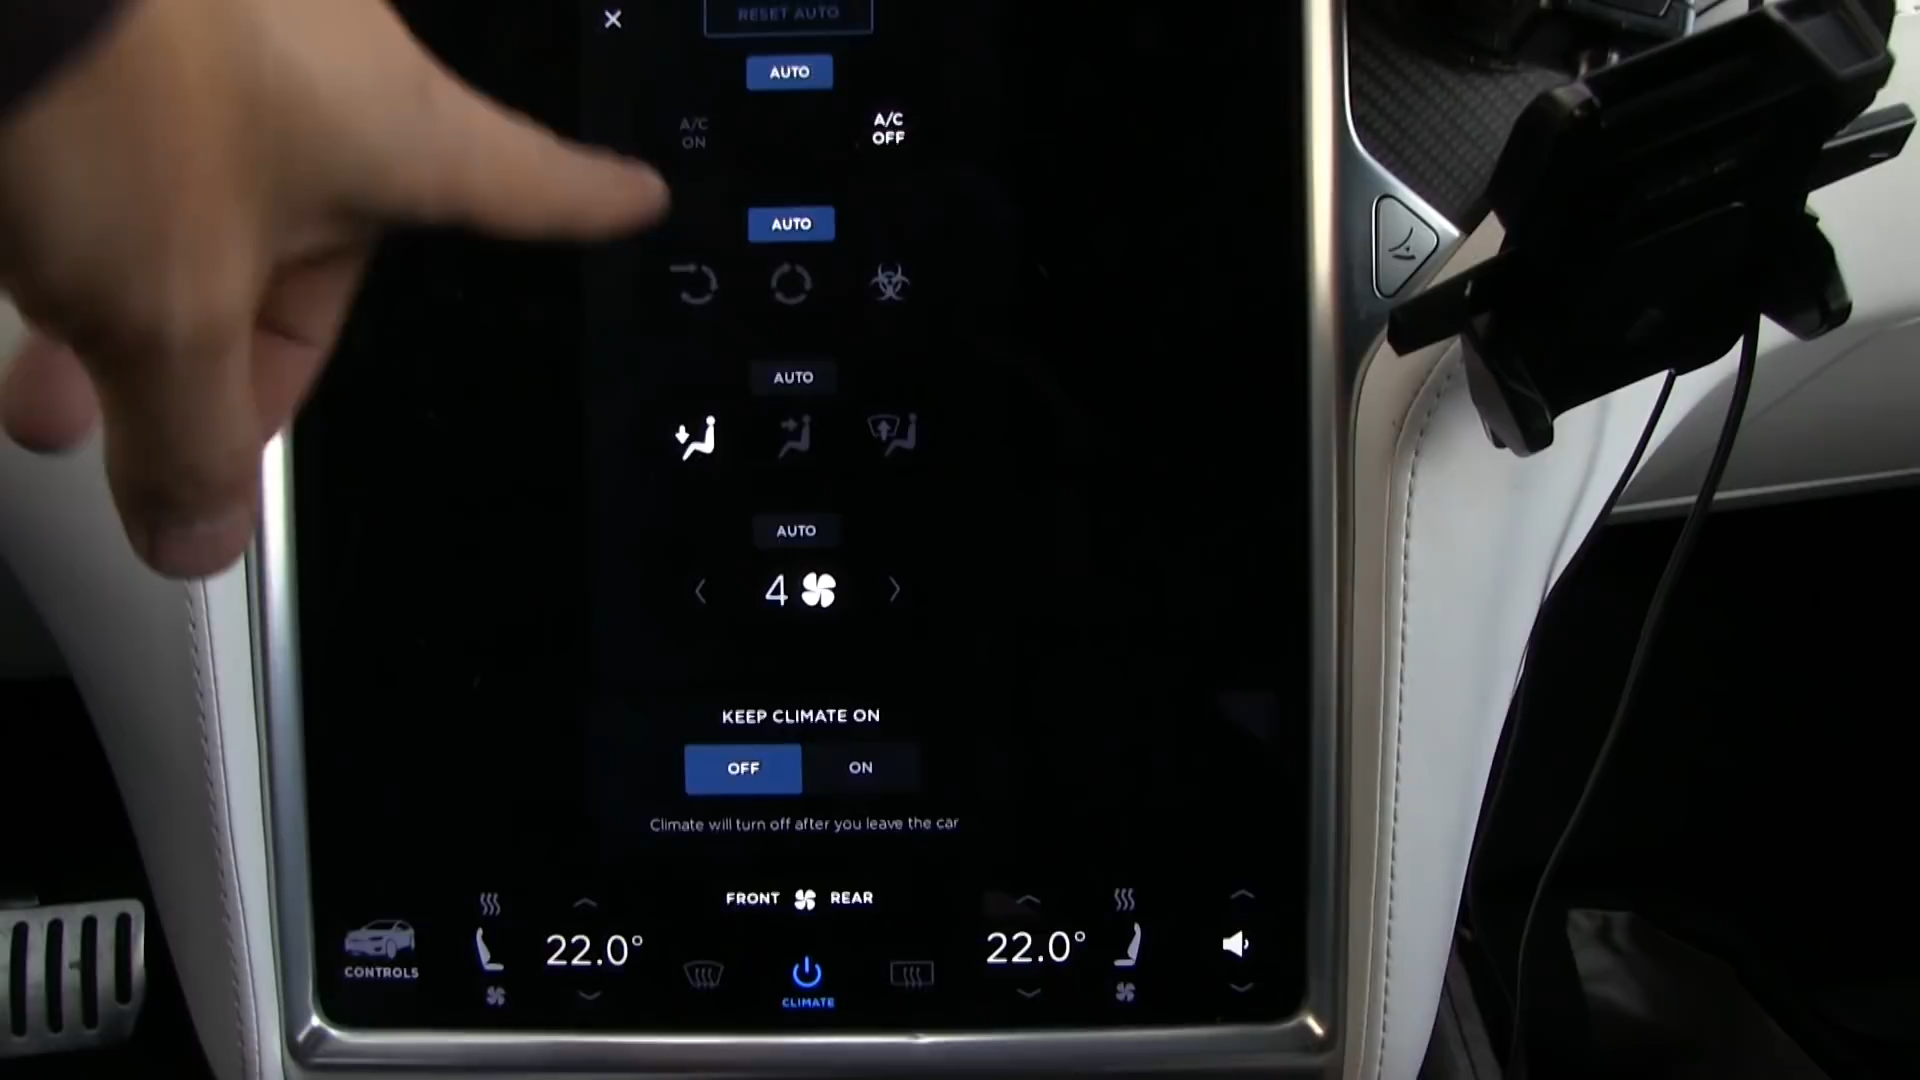 RESET AUTO
AUTO
A/C
ON
A/C
OFF
AUTO
AUTO
AUTO
4
KEEP CLIMATE ON
OFF ON
Climate will turn off after you leave the car
FRONT REAR
22.0° 22.0°
CONTROLS
CLIMATE